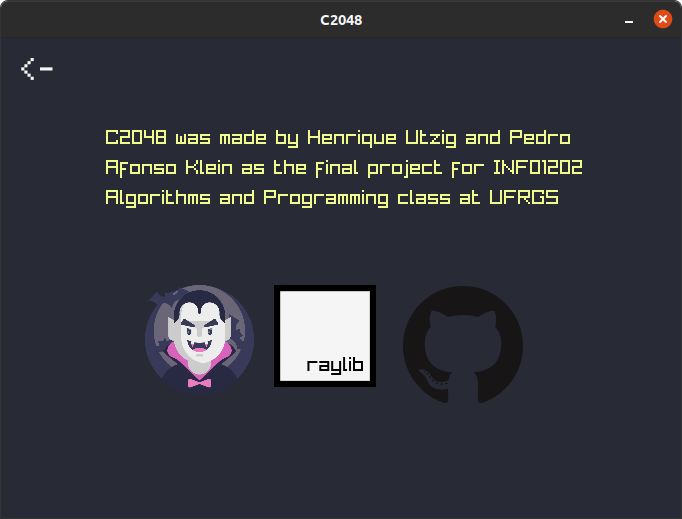 C2048
<-
C2048 was made by Henrique Utzig and Pedro
Afonso Klein as the final project for INF01202
Algorithms and Programming class at UFRGS
raylib